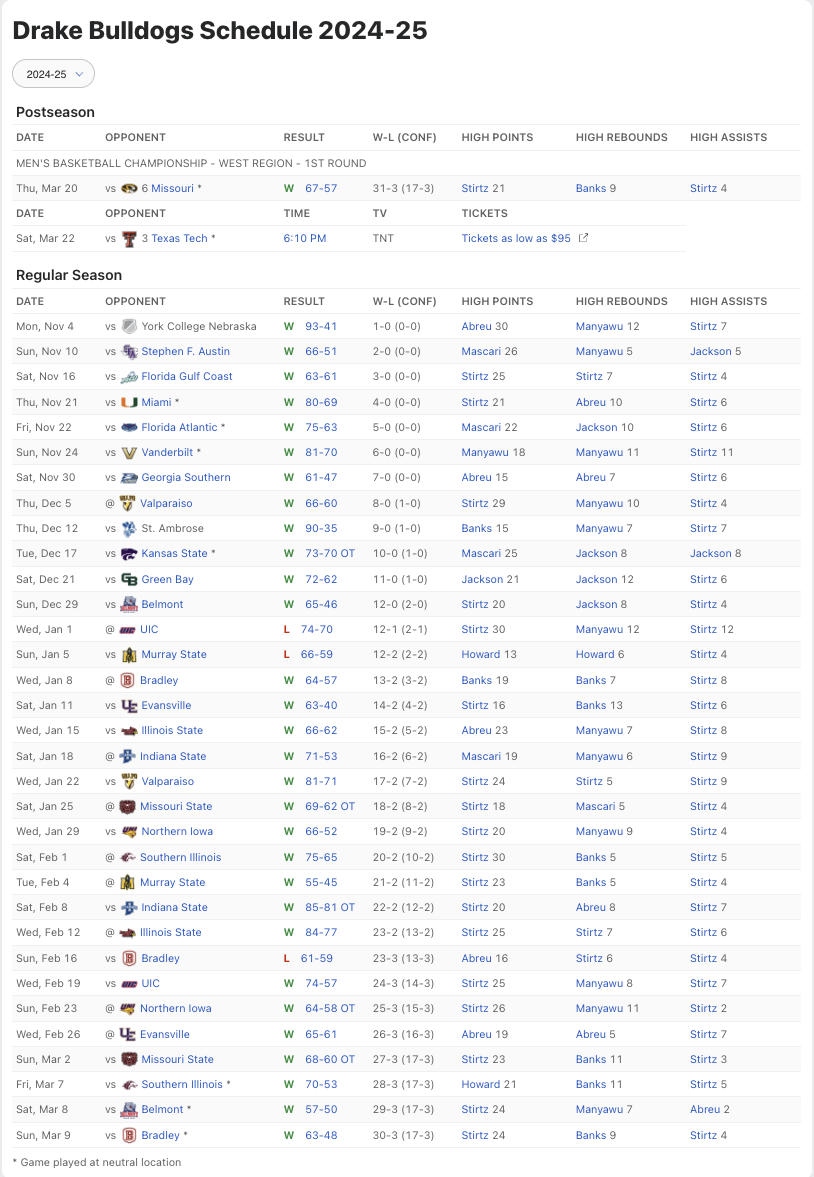 Drake Bulldogs Schedule 2024-25
2024-25
Postseason
DATE OPPONENT RESULT W-L (CONF) HIGH POINTS HIGH REBOUNDS HIGH ASSISTS
MEN'S BASKETBALL CHAMPIONSHIP - WEST REGION - 1ST ROUND
Thu, Mar 20 vs 6 Missouri * W 67-57 31-3 (17-3) Stirtz 21 Banks 9 Stirtz 4
DATE OPPONENT TIME TV TICKETS
Sat, Mar 22 vs 3 Texas Tech * 6:10 PM TNT Tickets as low as $95
Regular Season
DATE OPPONENT RESULT W-L (CONF) HIGH POINTS HIGH REBOUNDS HIGH ASSISTS
Mon, Nov 4 vs York College Nebraska W 93-41 1-0 (0-0) Abreu 30 Manyawu 12 Stirtz 7
Sun, Nov 10 vs Stephen F. Austin W 66-51 2-0 (0-0) Mascari 26 Manyawu 5 Jackson 5
Sat, Nov 16 vs Florida Gulf Coast W 63-61 3-0 (0-0) Stirtz 25 Stirtz 7 Stirtz 4
Thu, Nov 21 vs Miami * W 80-69 4-0 (0-0) Stirtz 21 Abreu 10 Stirtz 6
Fri, Nov 22 vs Florida Atlantic * W 75-63 5-0 (0-0) Mascari 22 Jackson 10 Stirtz 6
Sun, Nov 24 vs Vanderbilt * W 81-70 6-0 (0-0) Manyawu 18 Manyawu 11 Stirtz 11
Sat, Nov 30 vs Georgia Southern W 61-47 7-0 (0-0) Abreu 15 Abreu 7 Stirtz 6
Thu, Dec 5 @ Valparaiso W 66-60 8-0 (1-0) Stirtz 29 Manyawu 10 Stirtz 4
Thu, Dec 12 vs St. Ambrose W 90-35 9-0 (1-0) Banks 15 Manyawu 7 Stirtz 7
Tue, Dec 17 vs Kansas State * W 73-70 OT 10-0 (1-0) Mascari 25 Jackson 8 Jackson 8
Sat, Dec 21 vs Green Bay W 72-62 11-0 (1-0) Jackson 21 Jackson 12 Stirtz 6
Sun, Dec 29 vs Belmont W 65-46 12-0 (2-0) Stirtz 20 Jackson 8 Stirtz 4
Wed, Jan 1 @ UIC L 74-70 12-1 (2-1) Stirtz 30 Manyawu 12 Stirtz 12
Sun, Jan 5 vs Murray State L 66-59 12-2 (2-2) Howard 13 Howard 6 Stirtz 4
Wed, Jan 8 @ Bradley W 64-57 13-2 (3-2) Banks 19 Banks 7 Stirtz 8
Sat, Jan 11 vs Evansville W 63-40 14-2 (4-2) Stirtz 16 Banks 13 Stirtz 6
Wed, Jan 15 vs Illinois State W 66-62 15-2 (5-2) Abreu 23 Manyawu 7 Stirtz 8
Sat, Jan 18 @ Indiana State W 71-53 16-2 (6-2) Mascari 19 Manyawu 6 Stirtz 9
Wed, Jan 22 vs Valparaiso W 81-71 17-2 (7-2) Stirtz 24 Stirtz 5 Stirtz 9
Sat, Jan 25 @ Missouri State W 69-62 OT 18-2 (8-2) Stirtz 18 Mascari 5 Stirtz 4
Wed, Jan 29 vs Northern Iowa W 66-52 19-2 (9-2) Stirtz 20 Manyawu 9 Stirtz 4
Sat, Feb 1 @ Southern Illinois W 75-65 20-2 (10-2) Stirtz 30 Banks 5 Stirtz 5
Tue, Feb 4 @ Murray State W 55-45 21-2 (11-2) Stirtz 23 Banks 5 Stirtz 4
Sat, Feb 8 vs Indiana State W 85-81 OT 22-2 (12-2) Stirtz 20 Abreu 8 Stirtz 7
Wed, Feb 12 @ Illinois State W 84-77 23-2 (13-2) Stirtz 25 Stirtz 7 Stirtz 6
Sun, Feb 16 vs Bradley L 61-59 23-3 (13-3) Abreu 16 Stirtz 6 Stirtz 4
Wed, Feb 19 vs UIC W 74-57 24-3 (14-3) Stirtz 25 Manyawu 8 Stirtz 7
Sun, Feb 23 @ Northern Iowa W 64-58 OT 25-3 (15-3) Stirtz 26 Manyawu 11 Stirtz 2
Wed, Feb 26 @ Evansville W 65-61 26-3 (16-3) Abreu 19 Abreu 5 Stirtz 7
Sun, Mar 2 vs Missouri State W 68-60 OT 27-3 (17-3) Stirtz 23 Banks 11 Stirtz 3
Fri, Mar 7 vs Southern Illinois * W 70-53 28-3 (17-3) Howard 21 Banks 11 Stirtz 5
Sat, Mar 8 vs Belmont * W 57-50 29-3 (17-3) Stirtz 24 Manyawu 7 Abreu 2
Sun, Mar 9 vs Bradley * W 63-48 30-3 (17-3) Stirtz 24 Banks 9 Stirtz 4
* Game played at neutral location